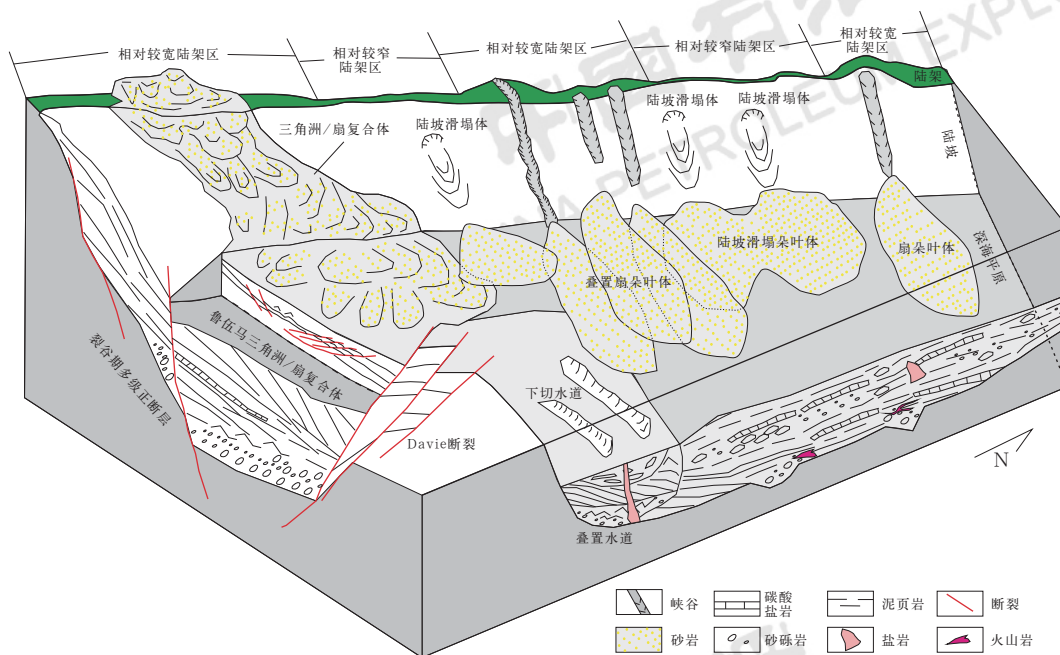 相对较宽陆架区
相对较窄
陆架区
相对较宽陆架区
相对较窄陆架区
相对较宽
陆架区
陆架
三角洲/扇复合体
陆坡滑塌体
陆坡滑塌体
陆坡滑塌体
陆坡
陆坡滑塌朵叶体
叠置扇朵叶体
扇朵叶体
深海平原
裂谷期多级正断层
鲁伍马三角洲/扇复合体
下切水道
Davie断裂
N
叠置水道
峡谷
碳酸
盐岩
泥页岩
断裂
砂岩
砂砾岩
盐岩
火山岩